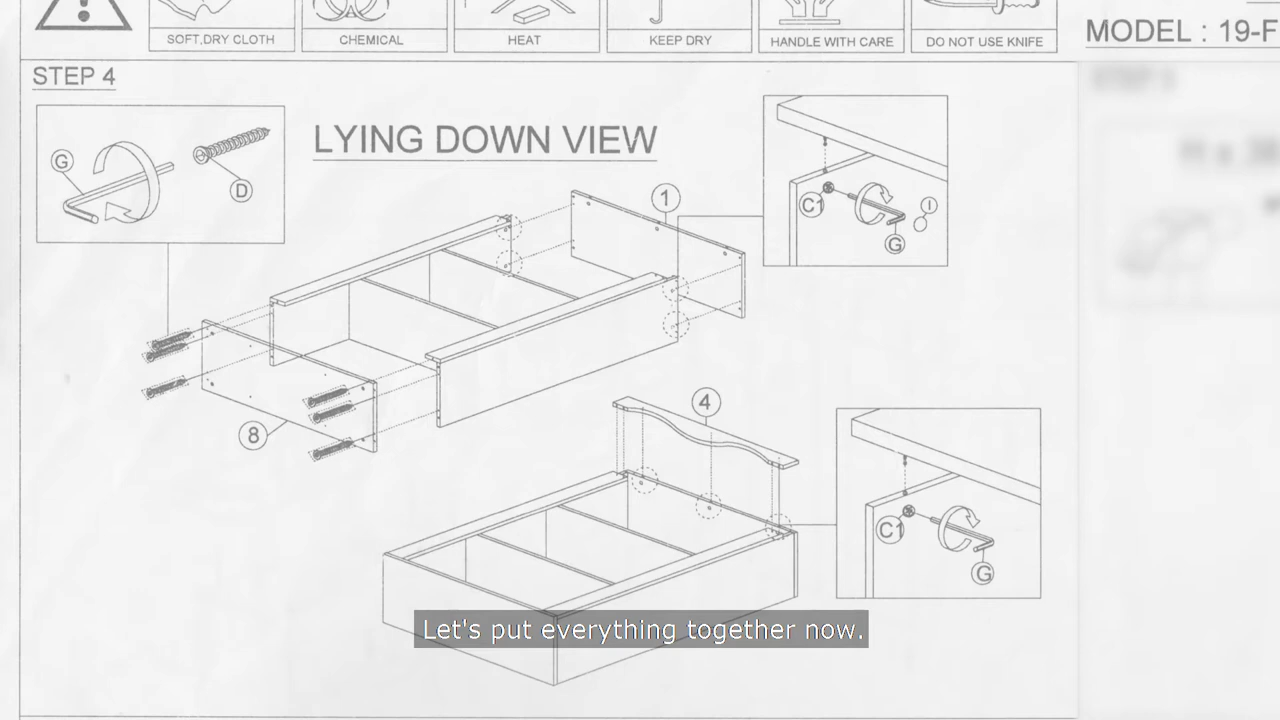 SOFT,DRY CLOTH
CHEMICAL
HEAT
KEEP DRY
HANDLE WITH CARE
DO NOT USE KNIFE
MODEL : 19-F
STEP 4
LYING DOWN VIEW
G
D
1
C1
I
G
8
4
C1
G
Let's put everything together now.